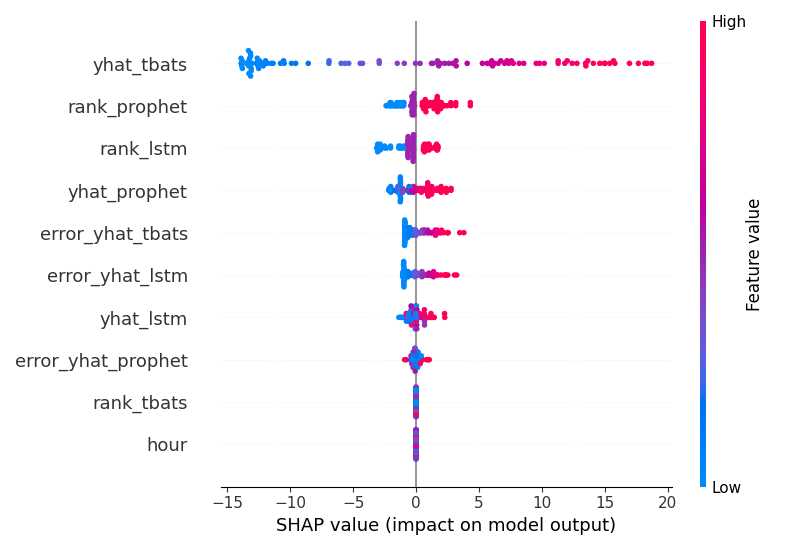 High
yhat_tbats
rank_prophet
rank_lstm
yhat_prophet
error_yhat_tbats
error_yhat_lstm
yhat_lstm
error_yhat_prophet
rank_tbats
hour
Feature value
Low
−15 −10 −5 0 5 10 15 20
SHAP value (impact on model output)